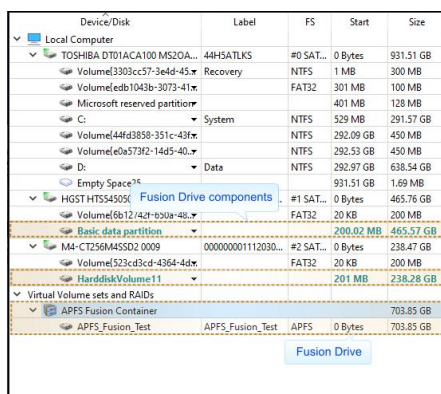 Device/Disk Label FS Start Size
Local Computer
TOSHIBA DT01ACA100 MS2OA... 44H5ATLKS #0 SAT... 0 Bytes 931.51 GB
Volume{3303cc57-3e4d-45... Recovery NTFS 1 MB 300 MB
Volume{edb1043b-3073-41... FAT32 301 MB 100 MB
Microsoft reserved partition 401 MB 128 MB
C: System NTFS 529 MB 291.57 GB
Volume{44fd3858-351c-43f... NTFS 292.09 GB 450 MB
Volume{e0a573f2-14d5-40... NTFS 292.53 GB 450 MB
D: Data NTFS 292.97 GB 638.54 GB
Empty Space25 931.51 GB 1.69 MB
Fusion Drive components
HGST HTS54505 #1 SAT... 0 Bytes 465.76 GB
Volume{6b12742f-650a-48... FAT32 20 KB 200 MB
Basic data partition 200.02 MB 465.57 GB
M4-CT256M4SSD2 0009 000000001112030... #2 SAT... 0 Bytes 238.47 GB
Volume{523cd3cd-4364-4d... FAT32 20 KB 200 MB
HarddiskVolume11 201 MB 238.28 GB
Virtual Volume sets and RAIDs
APFS Fusion Container 703.85 GB
APFS_Fusion_Test APFS_Fusion_Test APFS 0 Bytes 703.85 GB
Fusion Drive